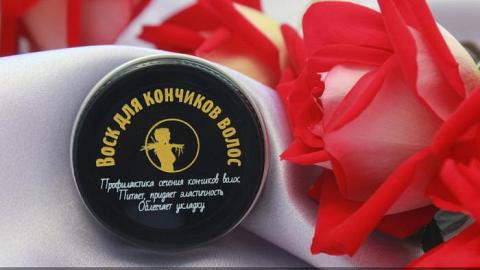 Воск для кончиков волос
Профилактика сечения кончиков волос
Питает, придает эластичность
Облегчает укладку